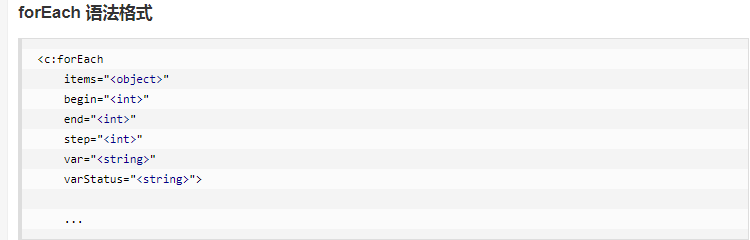 forEach 语法格式
<c:forEach
items="<object>"
begin="<int>"
end="<int>"
step="<int>"
var="<string>"
varStatus="<string>">
...